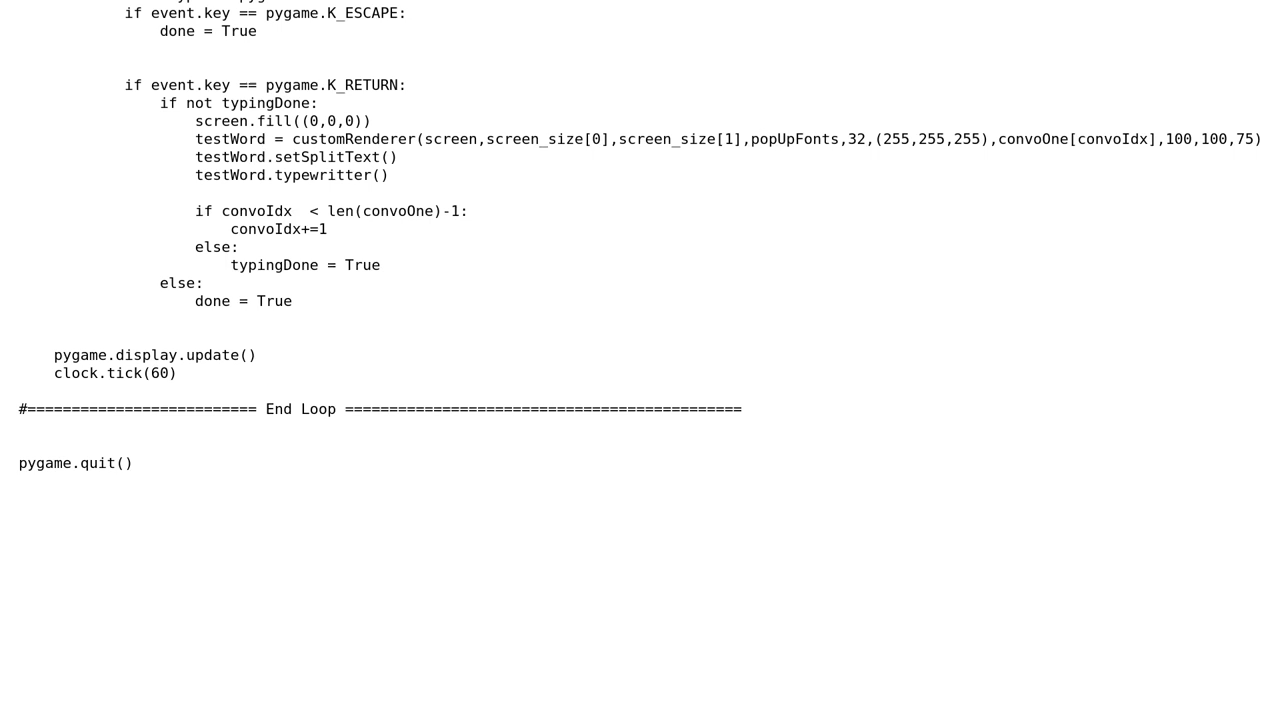 if event.key == pygame.K_ESCAPE:
done = True
if event.key == pygame.K_RETURN:
if not typingDone:
screen.fill((0,0,0))
testWord = customRenderer(screen,screen_size[0],screen_size[1],popUpFonts,32,(255,255,255),convoOne[convoIdx],100,100,75)
testWord.setSplitText()
testWord.typewritter()
if convoIdx  < len(convoOne)-1:
convoIdx+=1
else:
typingDone = True
else:
done = True
pygame.display.update()
clock.tick(60)
#========================== End Loop =============================================
pygame.quit()